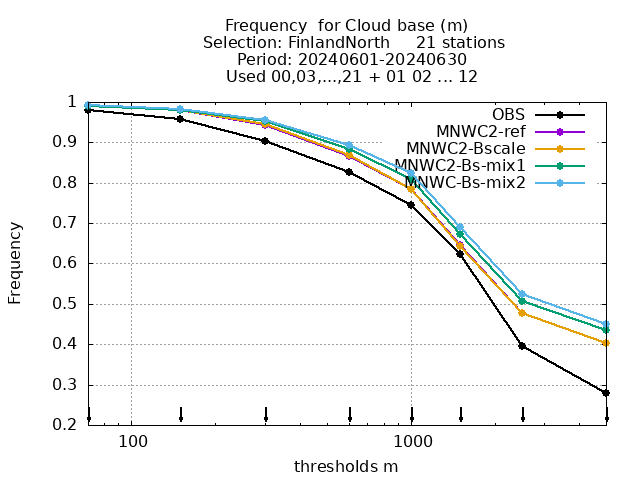 Frequency  for Cloud base (m)
Selection: FinlandNorth     21 stations
Period: 20240601-20240630
Used 00,03,...,21 + 01 02 ... 12
OBS
MNWC2-ref
MNWC2-Bscale
MNWC2-Bs-mix1
MNWC-Bs-mix2
1
0.9
0.8
0.7
0.6
0.5
0.4
0.3
0.2
Frequency
100
1000
thresholds m